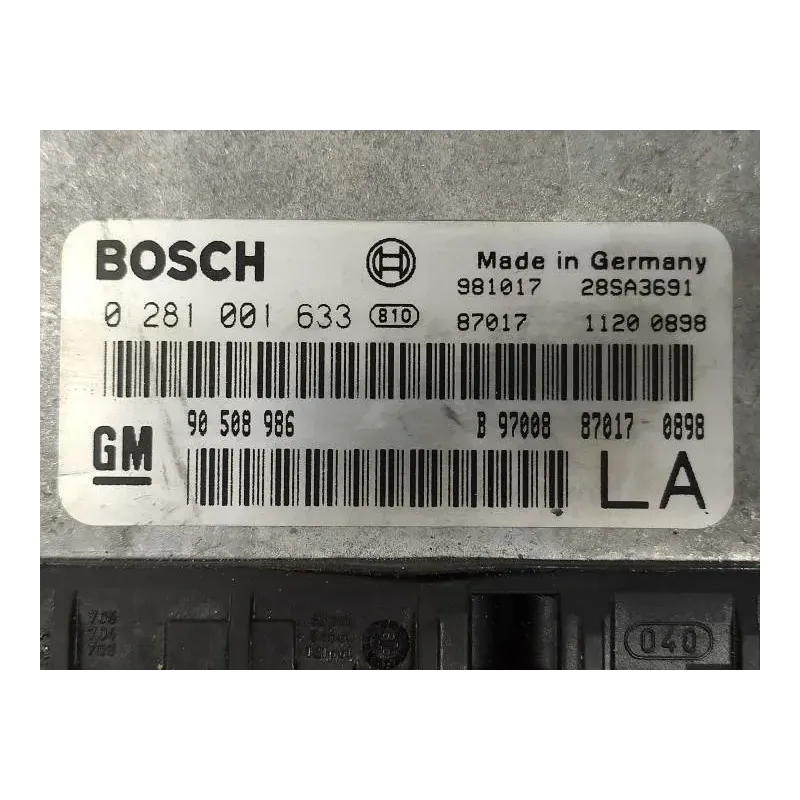 BOSCH Made in Germany
981017 28SA3691
0 281 001 633 810 87017 1120 0898
90 508 986 B 97008 87017 0898
GM LA
040